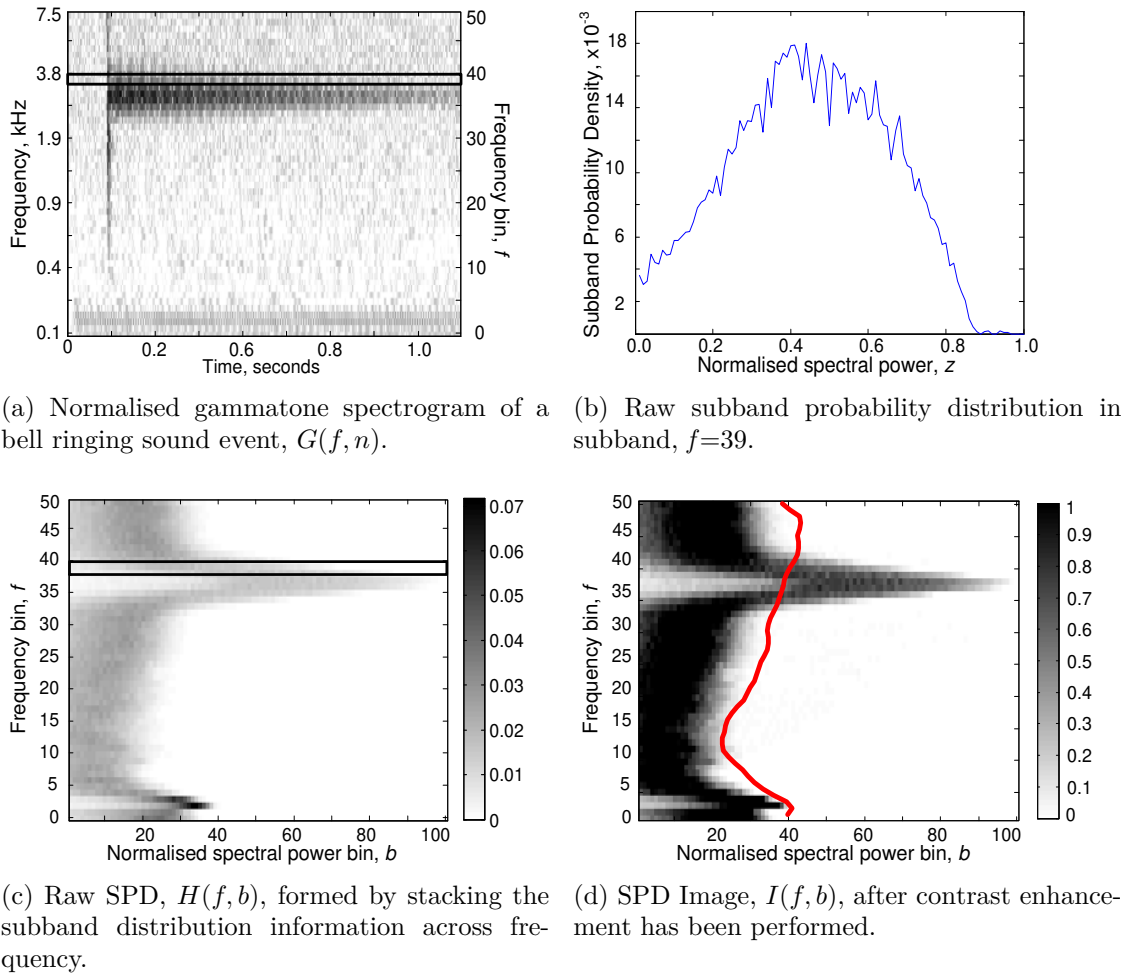 7.5
3.8
1.9
0.9
0.4
0.1
Frequency, kHz
50
40
30
20
10
0
Frequency bin, f
0 0.2 0.4 0.6 0.8 1.0
Time, seconds
18
14
10
6
2
Subband Probability Density, x10⁻³
0.0 0.2 0.4 0.6 0.8 1.0
Normalised spectral power, z
(a) Normalised gammatone spectrogram of a
bell ringing sound event, G(f, n).
(b) Raw subband probability distribution in
subband, f=39.
50
45
40
35
30
25
20
15
10
5
0
Frequency bin, f
20 40 60 80 100
Normalised spectral power bin, b
0.07
0.06
0.05
0.04
0.03
0.02
0.01
0
50
45
40
35
30
25
20
15
10
5
0
Frequency bin, f
20 40 60 80 100
Normalised spectral power bin, b
1
0.9
0.8
0.7
0.6
0.5
0.4
0.3
0.2
0.1
0
(c) Raw SPD, H(f, b), formed by stacking the
subband distribution information across fre-
quency.
(d) SPD Image, I(f, b), after contrast enhance-
ment has been performed.